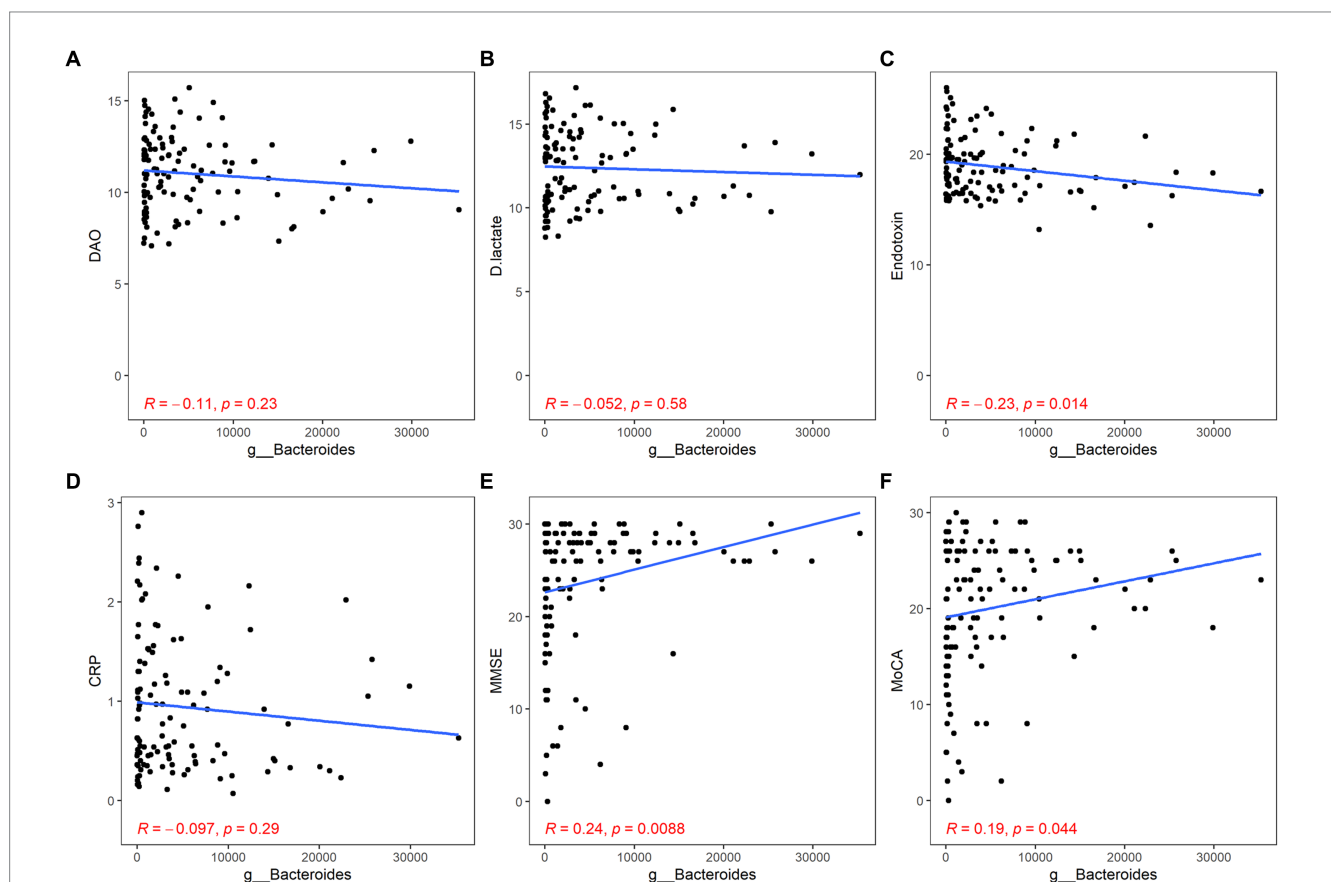 A
B
C
DAO
15
10
5
0
R = −0.11, p = 0.23
0 10000 20000 30000
g__Bacteroides
D.lactate
15
10
5
0
R = −0.052, p = 0.58
0 10000 20000 30000
g__Bacteroides
Endotoxin
20
10
0
R = −0.23, p = 0.014
0 10000 20000 30000
g__Bacteroides
D
E
F
CRP
3
2
1
0
R = −0.097, p = 0.29
0 10000 20000 30000
g__Bacteroides
MMSE
30
20
10
0
R = 0.24, p = 0.0088
0 10000 20000 30000
g__Bacteroides
MoCA
30
20
10
0
R = 0.19, p = 0.044
0 10000 20000 30000
g__Bacteroides